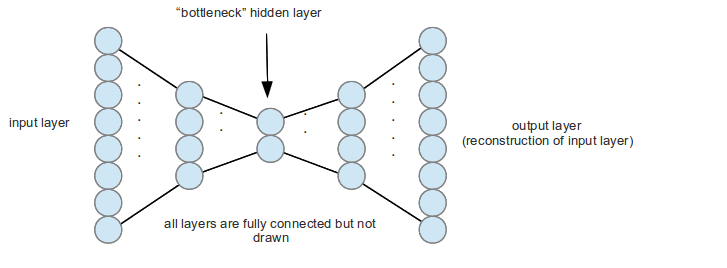 “bottleneck” hidden layer
input layer
output layer
(reconstruction of input layer)
all layers are fully connected but not
drawn